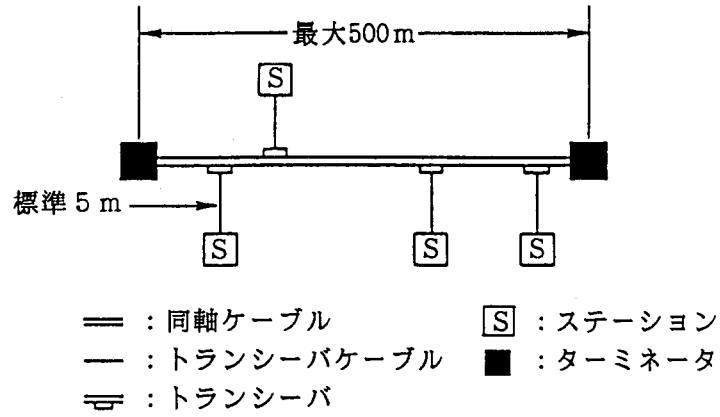 最大500m
S
標準5m
S
S
S
：同軸ケーブル
S：ステーション
：トランシーバケーブル
：ターミネータ
：トランシーバ